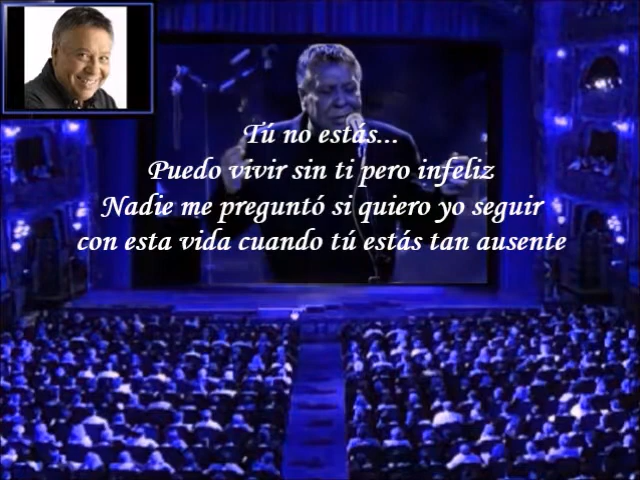 Tú no estás...
Puedo vivir sin ti pero infeliz
Nadie me preguntó si quiero yo seguir
con esta vida cuando tú estás tan ausente